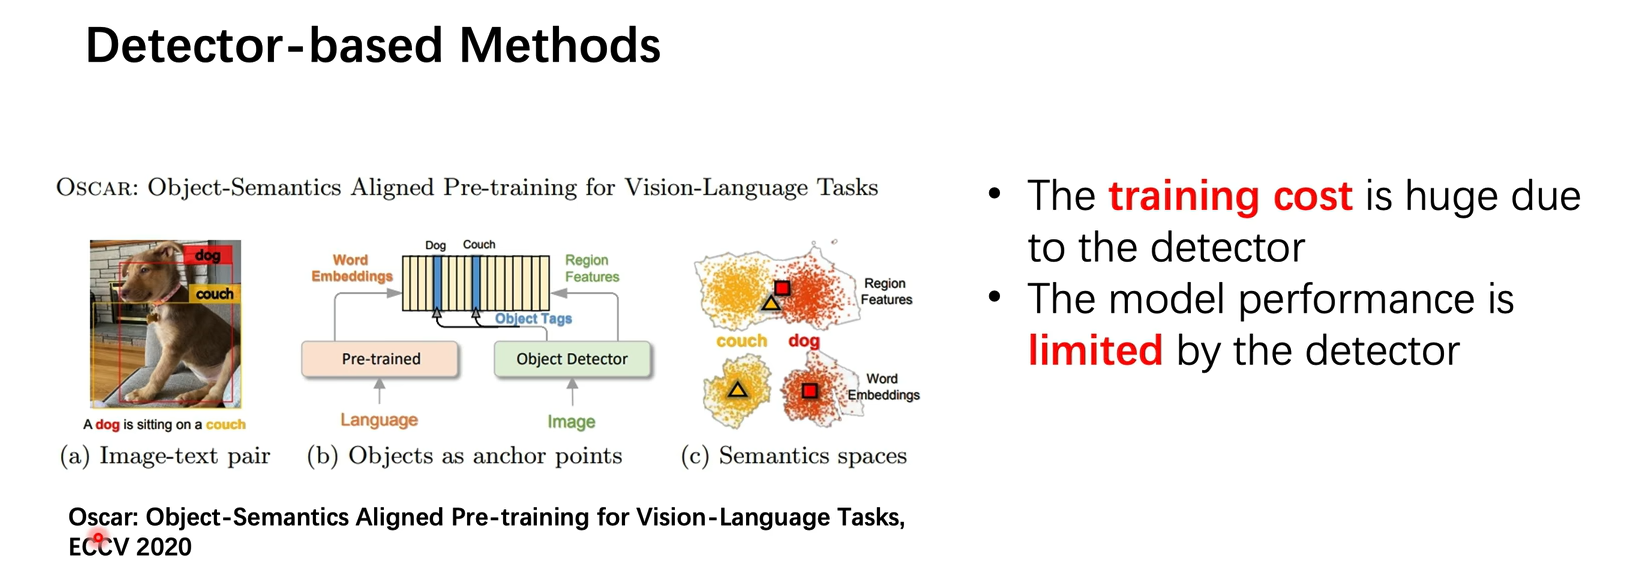 Detector-based Methods
OSCAR: Object-Semantics Aligned Pre-training for Vision-Language Tasks
dog
couch
A dog is sitting on a couch
(a) Image-text pair
Dog Couch
Word
Embeddings
Region
Features
Object Tags
Pre-trained
Object Detector
Language
Image
(b) Objects as anchor points
Region
Features
couch dog
Word
Embeddings
(c) Semantics spaces
Oscar: Object-Semantics Aligned Pre-training for Vision-Language Tasks,
ECCV 2020
• The training cost is huge due
to the detector
• The model performance is
limited by the detector